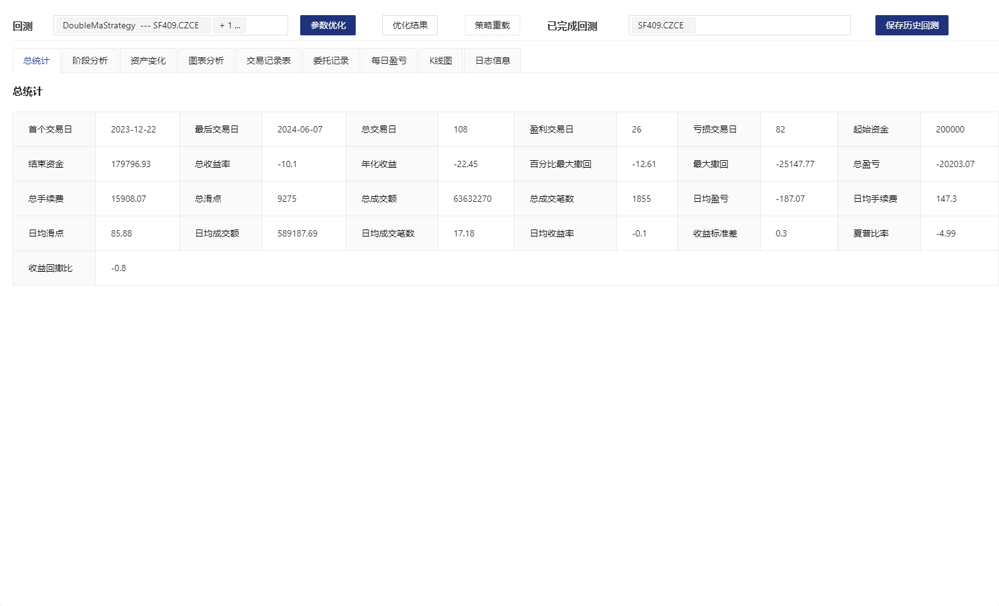 回测 DoubleMaStrategy --- SF409.CZCE + 1 ... 参数优化 优化结果 策略重载 已完成回测 SF409.CZCE 保存历史回测
总统计 阶段分析 资产变化 图表分析 交易记录表 委托记录 每日盈亏 K线图 日志信息
总统计
首个交易日 2023-12-22 最后交易日 2024-06-07 总交易日 108 盈利交易日 26 亏损交易日 82 起始资金 200000
结束资金 179796.93 总收益率 -10.1 年化收益 -22.45 百分比最大撤回 -12.61 最大撤回 -25147.77 总盈亏 -20203.07
总手续费 15908.07 总滑点 9275 总成交额 63632270 总成交笔数 1855 日均盈亏 -187.07 日均手续费 147.3
日均滑点 85.88 日均成交额 589187.69 日均成交笔数 17.18 日均收益率 -0.1 收益标准差 0.3 夏普比率 -4.99
收益回撤比 -0.8